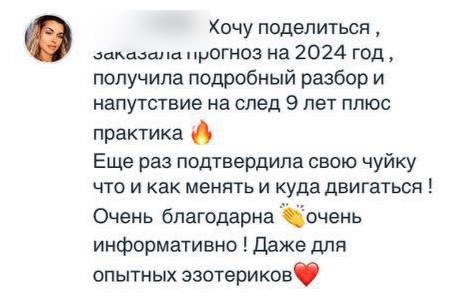 Хочу поделиться ,
заказала прогноз на 2024 год ,
получила подробный разбор и
напутствие на след 9 лет плюс
практика 🔥
Еще раз подтвердила свою чуйку
что и как менять и куда двигаться !
Очень благодарна 👏очень
информативно ! Даже для
опытных эзотериков❤️